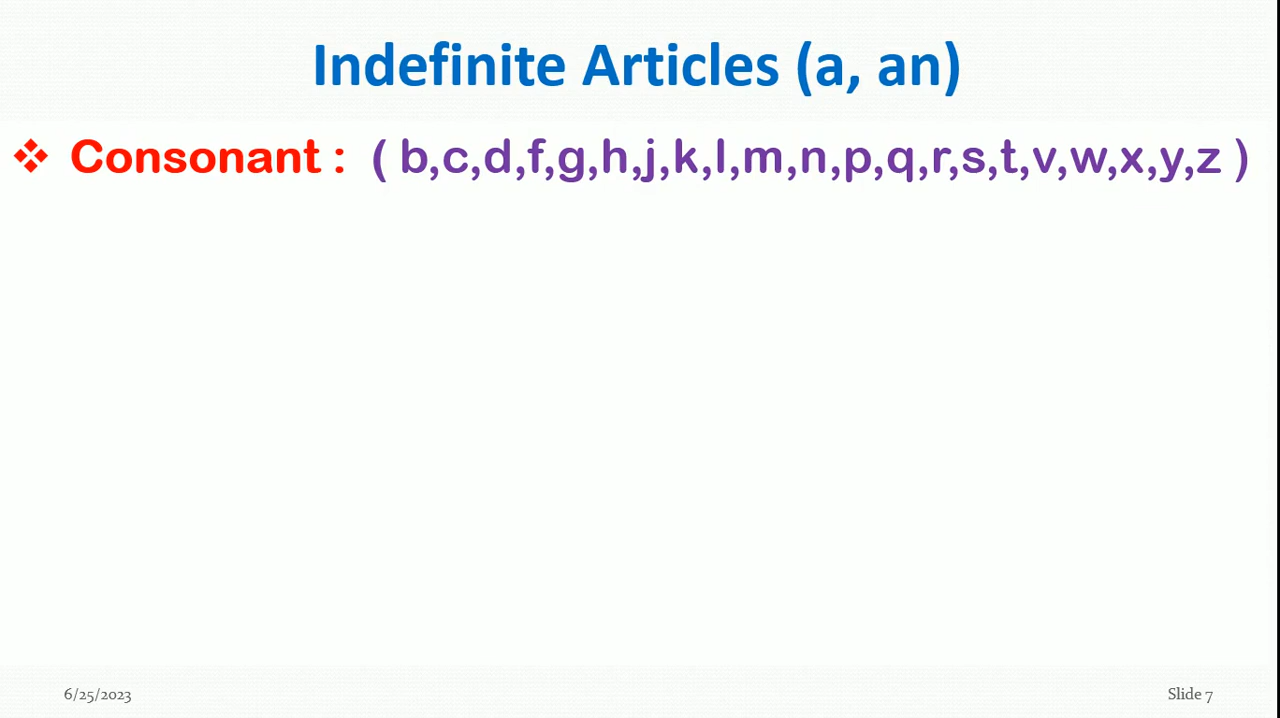 Indefinite Articles (a, an)
❖ Consonant : ( b,c,d,f,g,h,j,k,l,m,n,p,q,r,s,t,v,w,x,y,z )
6/25/2023
Slide 7